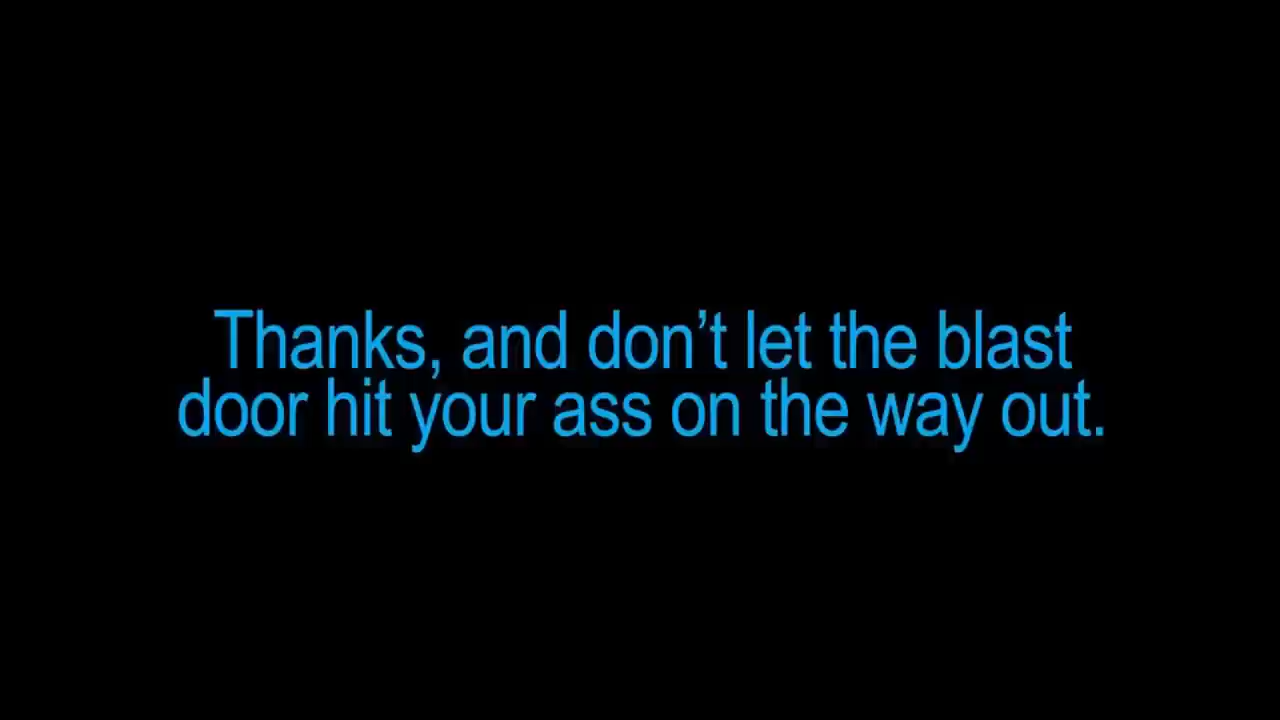 Thanks, and don’t let the blast
door hit your ass on the way out.